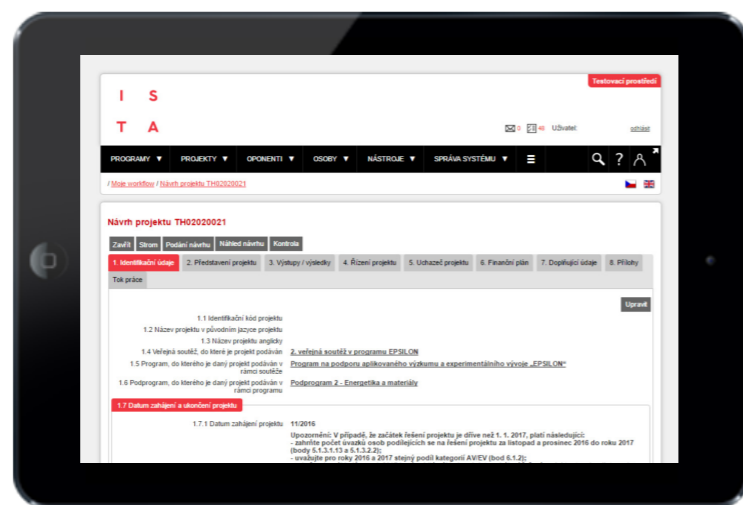 Testovací prostředí
I S
T A
0 46 Uživatel: odhlásit
PROGRAMY ▼ PROJEKTY ▼ OPONENTI ▼ OSOBY ▼ NÁSTROJE ▼ SPRÁVA SYSTÉMU ▼ ≡ ?
/ Moje workflow / Návrh projektu TH02020021
Návrh projektu TH02020021
Zavřít Strom Podání návrhu Náhled návrhu Kontrola
1. Identifikační údaje 2. Představení projektu 3. Výstupy / výsledky 4. Řízení projektu 5. Uchazeč projektu 6. Finanční plán 7. Doplňující údaje 8. Přílohy
Tok práce
Upravit
1.1 Identifikační kód projektu
1.2 Název projektu v původním jazyce projektu
1.3 Název projektu anglicky
1.4 Veřejná soutěž, do které je projekt podáván 2. veřejná soutěž v programu EPSILON
1.5 Program, do kterého je daný projekt podáván v rámci soutěže Program na podporu aplikovaného výzkumu a experimentálního vývoje „EPSILON“
1.6 Podprogram, do kterého je daný projekt podáván v rámci programu Podprogram 2 - Energetika a materiály
1.7 Datum zahájení a ukončení projektu
1.7.1 Datum zahájení projektu 11/2016
Upozornění: V případě, že začátek řešení projektu je dříve než 1. 1. 2017, platí následující:
- zahrňte počet úvazků osob podílejících se na řešení projektu za listopad a prosinec 2016 do roku 2017
(body 5.1.3.1.13 a 5.1.3.2.2);
- uvažujte pro roky 2016 a 2017 stejný podíl kategorií AV/EV (bod 6.1.2);